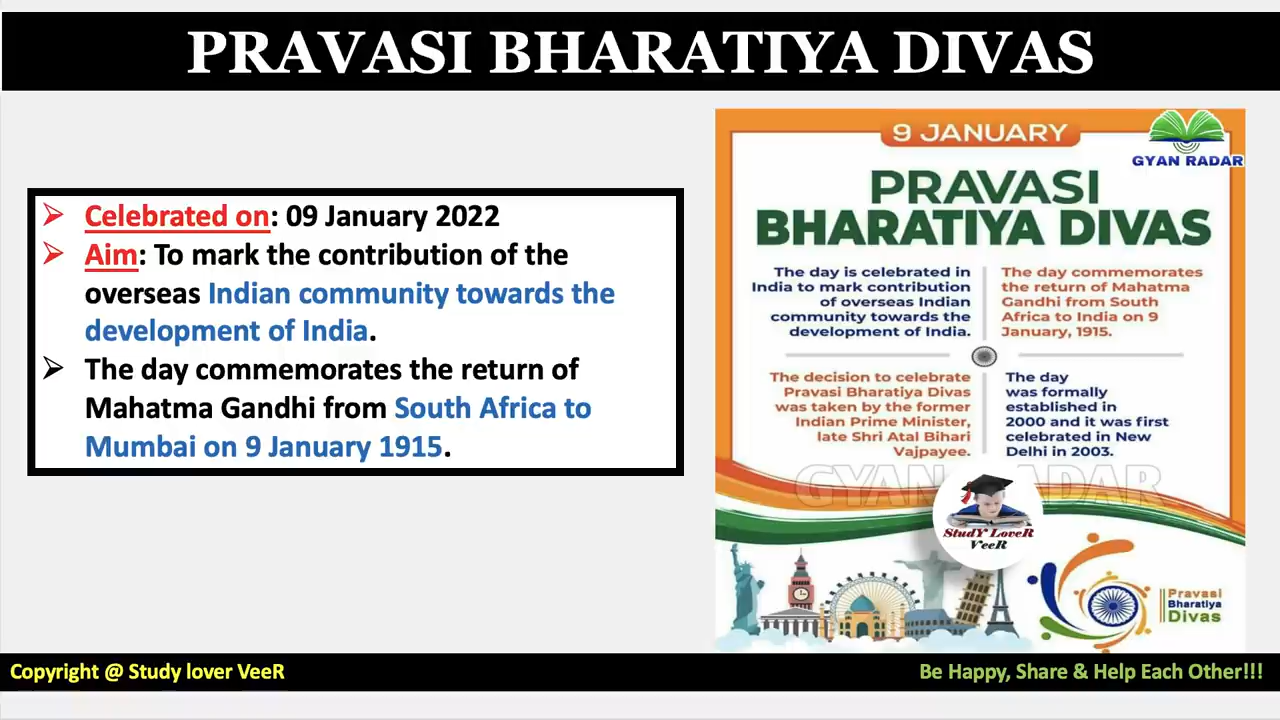 PRAVASI BHARATIYA DIVAS
➢ Celebrated on: 09 January 2022
➢ Aim: To mark the contribution of the
overseas Indian community towards the
development of India.
➢ The day commemorates the return of
Mahatma Gandhi from South Africa to
Mumbai on 9 January 1915.
9 JANUARY
GYAN RADAR
PRAVASI
BHARATIYA DIVAS
The day is celebrated in
India to mark contribution
of overseas Indian
community towards the
development of India.
The day commemorates
the return of Mahatma
Gandhi from South
Africa to India on 9
January, 1915.
The decision to celebrate
Pravasi Bharatiya Divas
was taken by the former
Indian Prime Minister,
late Shri Atal Bihari
Vajpayee.
The day
was formally
established in
2000 and it was first
celebrated in New
Delhi in 2003.
GYAN RADAR
StudY LoveR
VeeR
Pravasi
Bharatiya
Divas
Copyright @ Study lover VeeR
Be Happy, Share & Help Each Other!!!